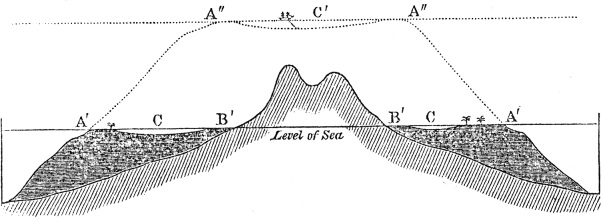 A" C' A"
A' C B' B' C A'
Level of Sea